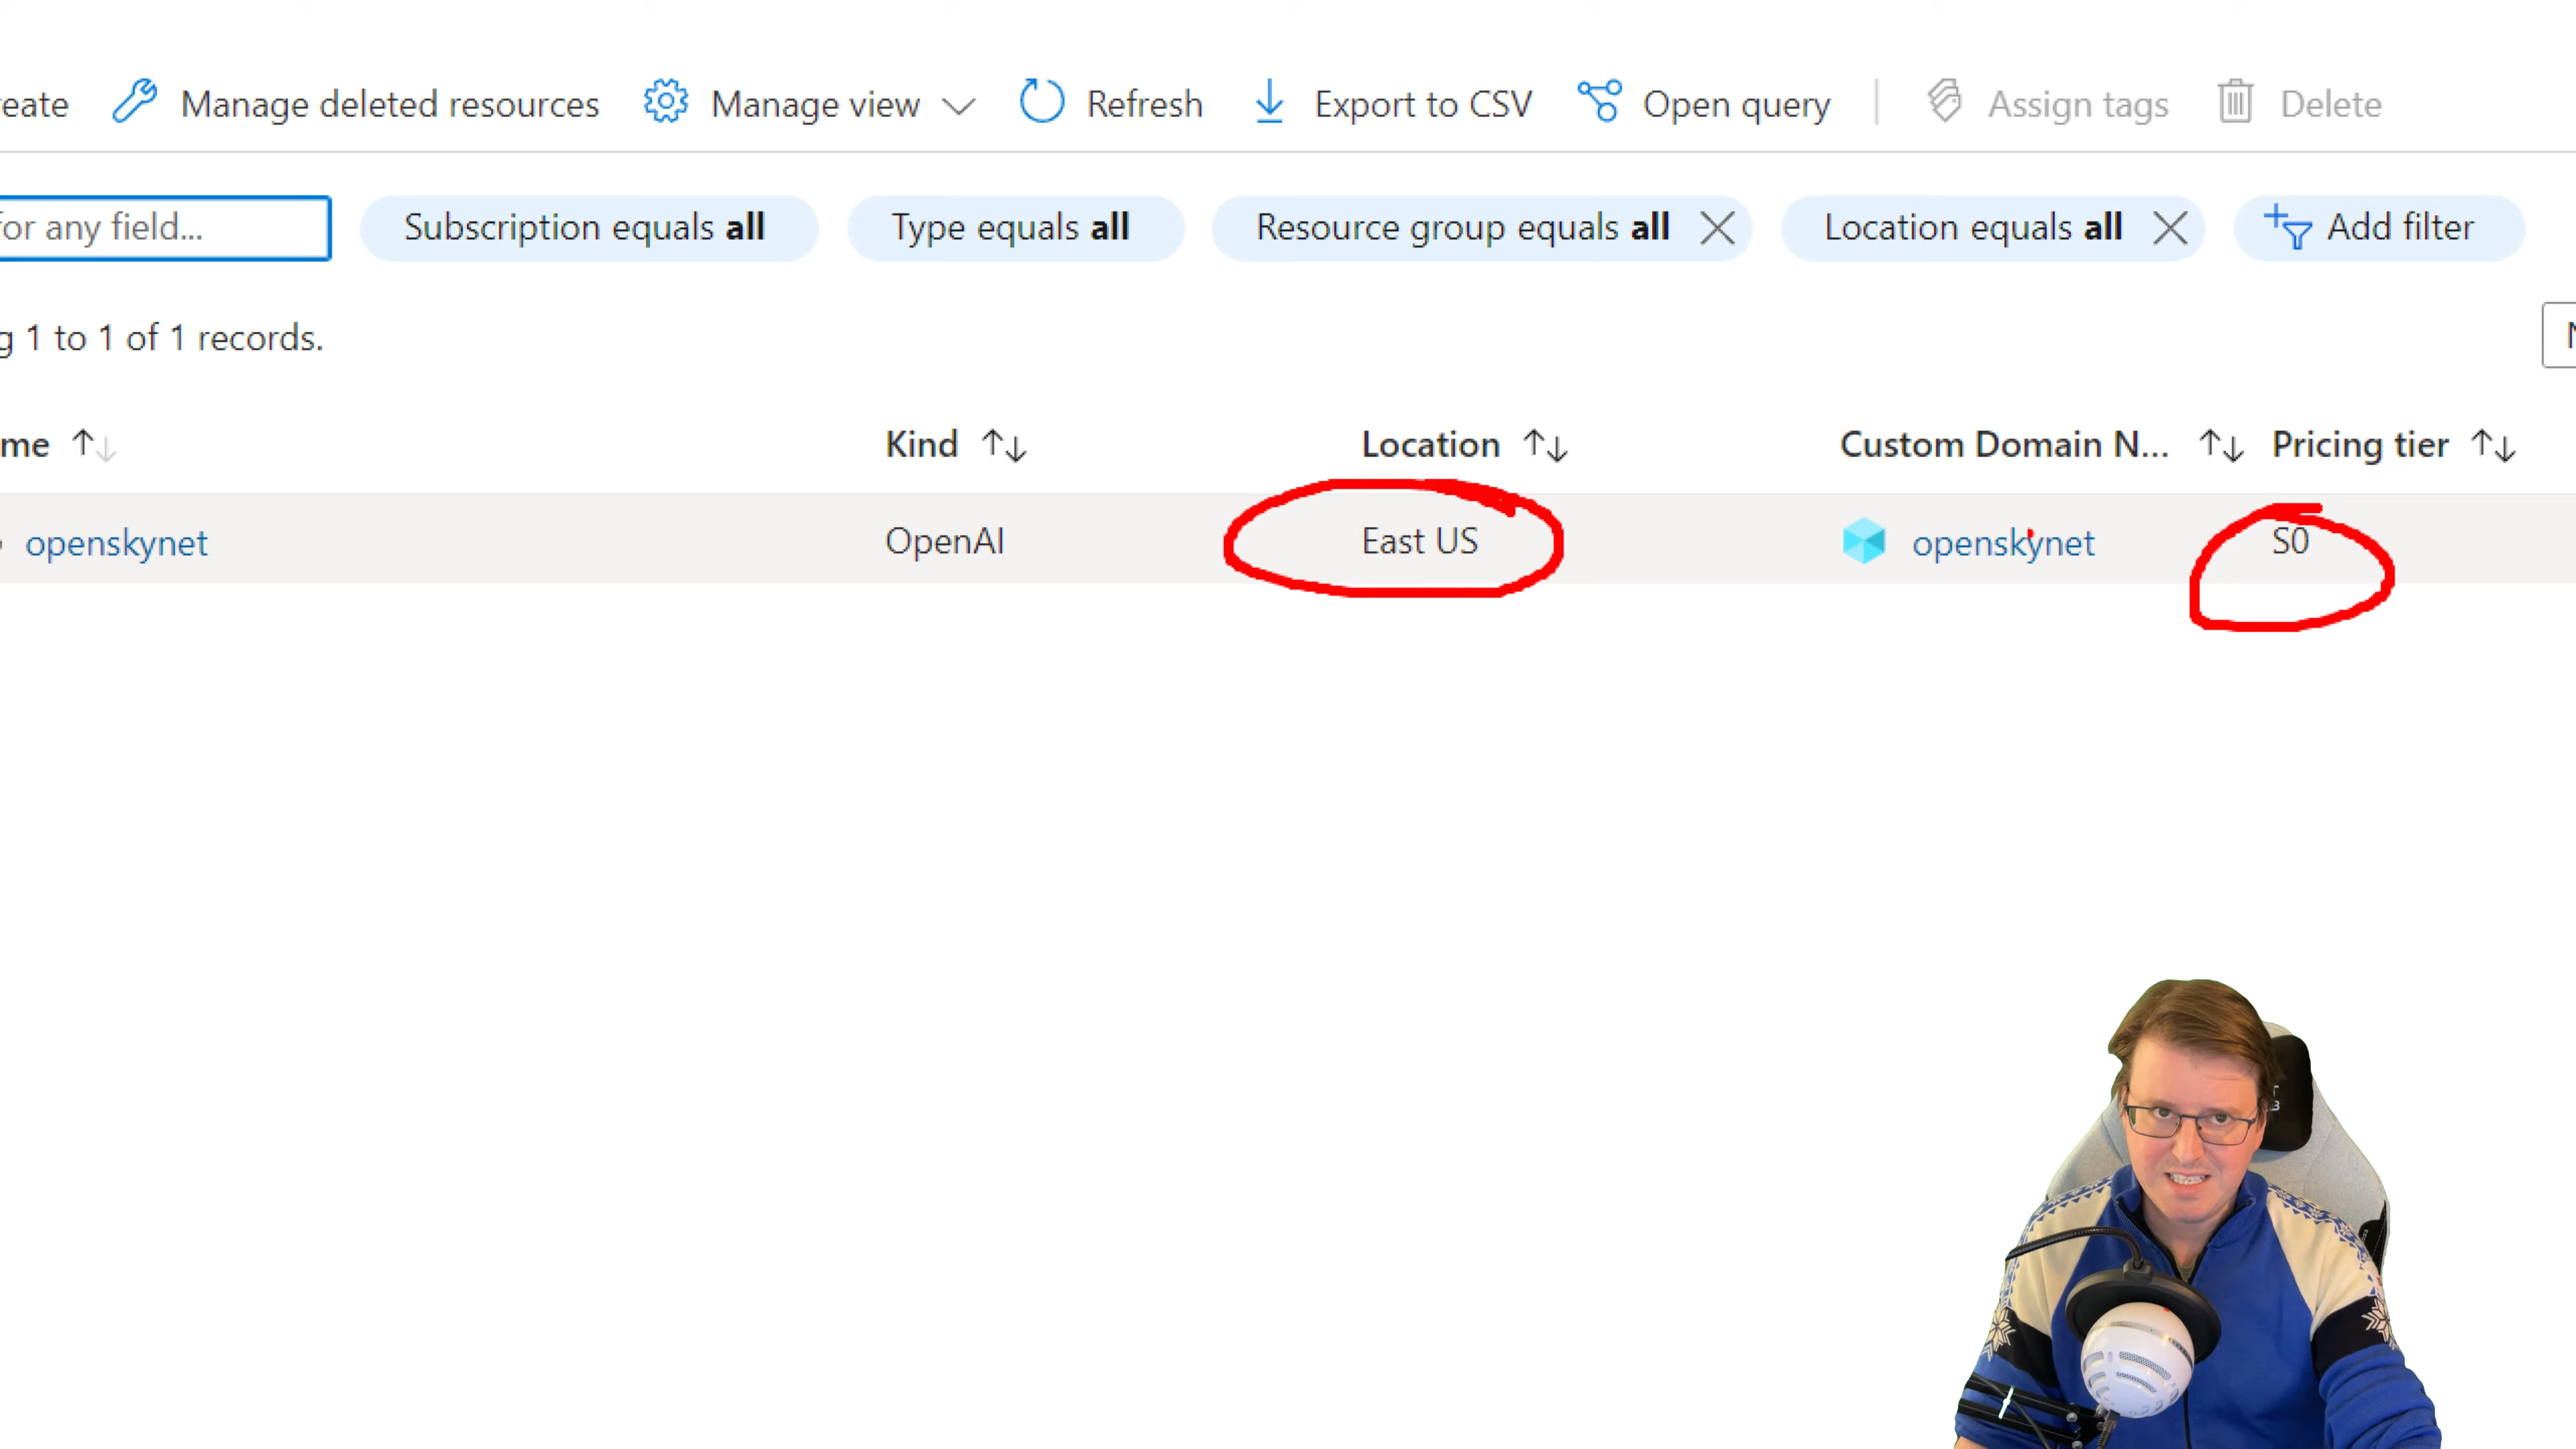 reate Manage deleted resources Manage view Refresh Export to CSV Open query Assign tags Delete
for any field... Subscription equals all Type equals all Resource group equals all Location equals all Add filter
g 1 to 1 of 1 records.
me Kind Location Custom Domain N... Pricing tier
openskynet OpenAI East US openskynet S0